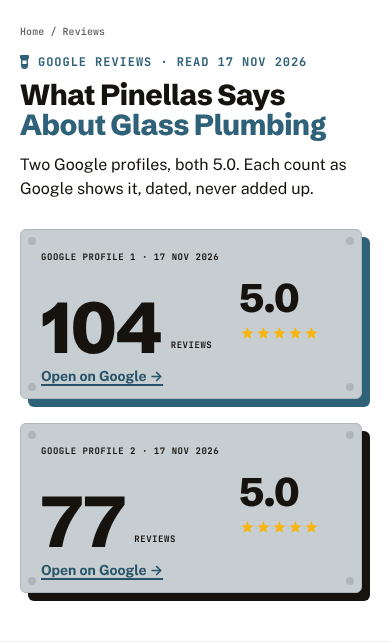 Home / Reviews
GOOGLE REVIEWS · READ 17 NOV 2026
What Pinellas Says
About Glass Plumbing
Two Google profiles, both 5.0. Each count as
Google shows it, dated, never added up.
GOOGLE PROFILE 1 · 17 NOV 2026
104 REVIEWS
5.0
Open on Google →
GOOGLE PROFILE 2 · 17 NOV 2026
77 REVIEWS
5.0
Open on Google →